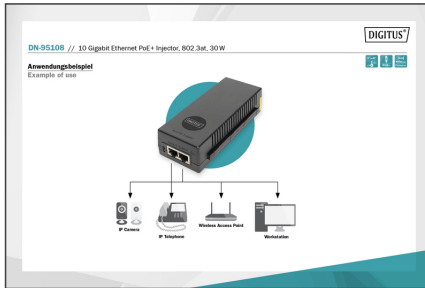 DIGITUS®
DN-95108 // 10 Gigabit Ethernet PoE+ Injector, 802.3at, 30 W
Anwendungsbeispiel
Example of use
DIGITUS
IP Camera
IP Telephone
Wireless Access Point
Workstation